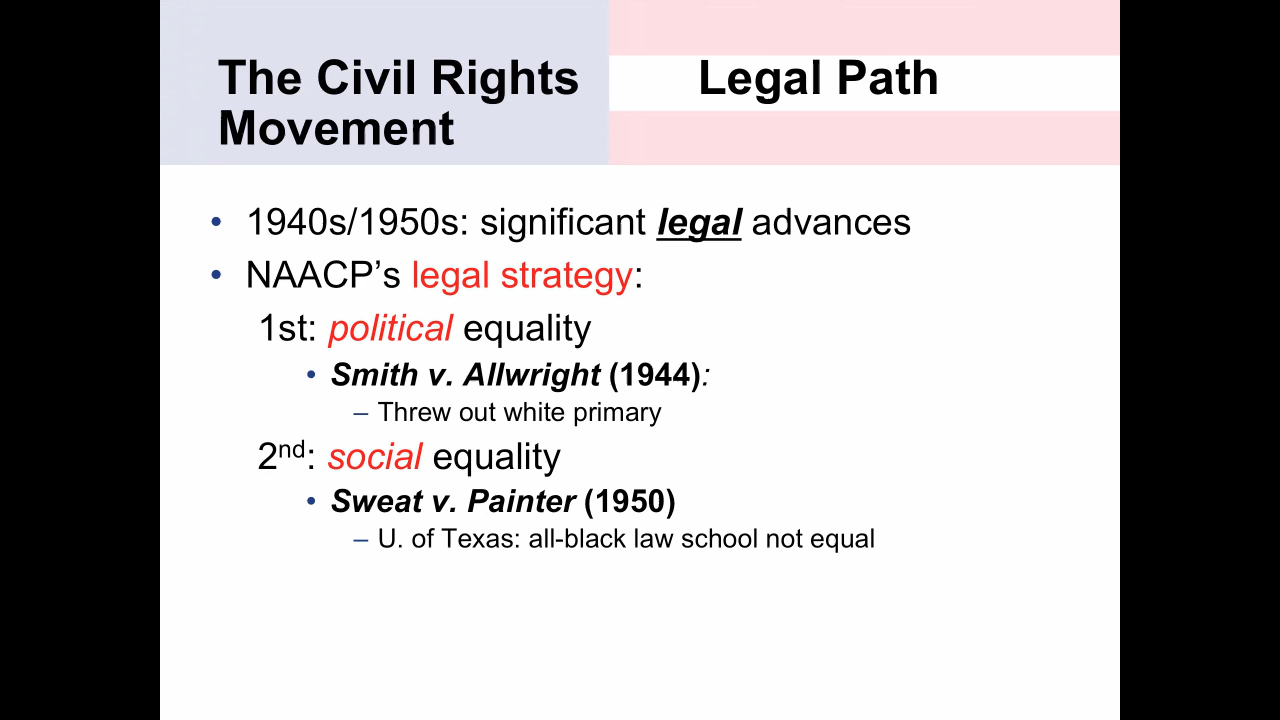 The Civil Rights Movement
Legal Path
• 1940s/1950s: significant legal advances
• NAACP’s legal strategy:
1st: political equality
• Smith v. Allwright (1944):
– Threw out white primary
2nd: social equality
• Sweat v. Painter (1950)
– U. of Texas: all-black law school not equal